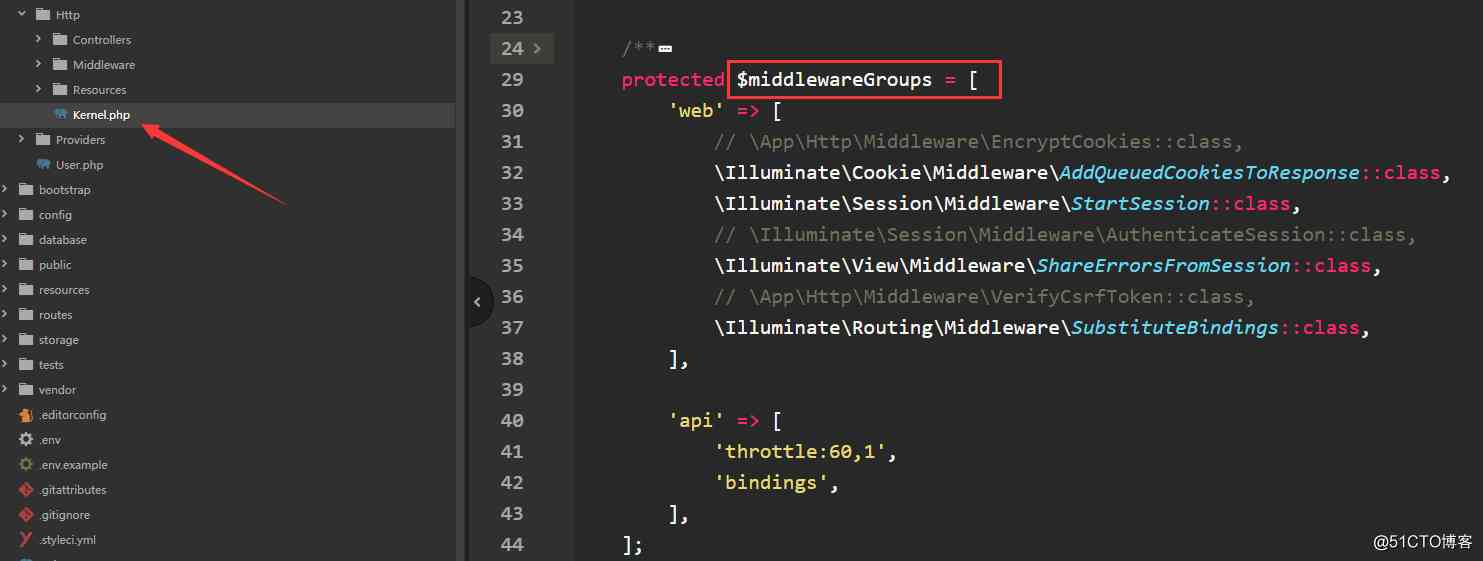 Http
Controllers
Middleware
Resources
Kernel.php
Providers
User.php
bootstrap
config
database
public
resources
routes
storage
tests
vendor
.editorconfig
.env
.env.example
.gitattributes
.gitignore
.styleci.yml
23
24 /**
29 protected $middlewareGroups = [
30 'web' => [
31 // \App\Http\Middleware\EncryptCookies::class,
32 \Illuminate\Cookie\Middleware\AddQueuedCookiesToResponse::class,
33 \Illuminate\Session\Middleware\StartSession::class,
34 // \Illuminate\Session\Middleware\AuthenticateSession::class,
35 \Illuminate\View\Middleware\ShareErrorsFromSession::class,
36 // \App\Http\Middleware\VerifyCsrfToken::class,
37 \Illuminate\Routing\Middleware\SubstituteBindings::class,
38 ],
39
40 'api' => [
41 'throttle:60,1',
42 'bindings',
43 ],
44 ];
@51CTO博客